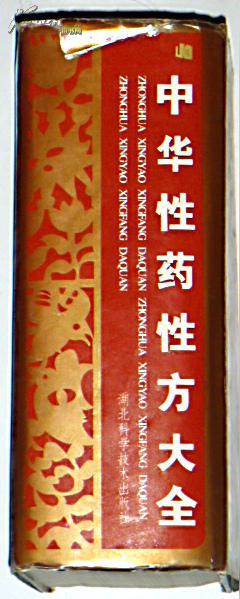 中华性药性方大全
ZHONGHUA XINGYAO XINGFANG DAQUAN ZHONGHUA XINGYAO XINGFANG DAQUAN
ZHONGHUA XINGYAO XINGFANG DAQUAN
湖北科学技术出版社